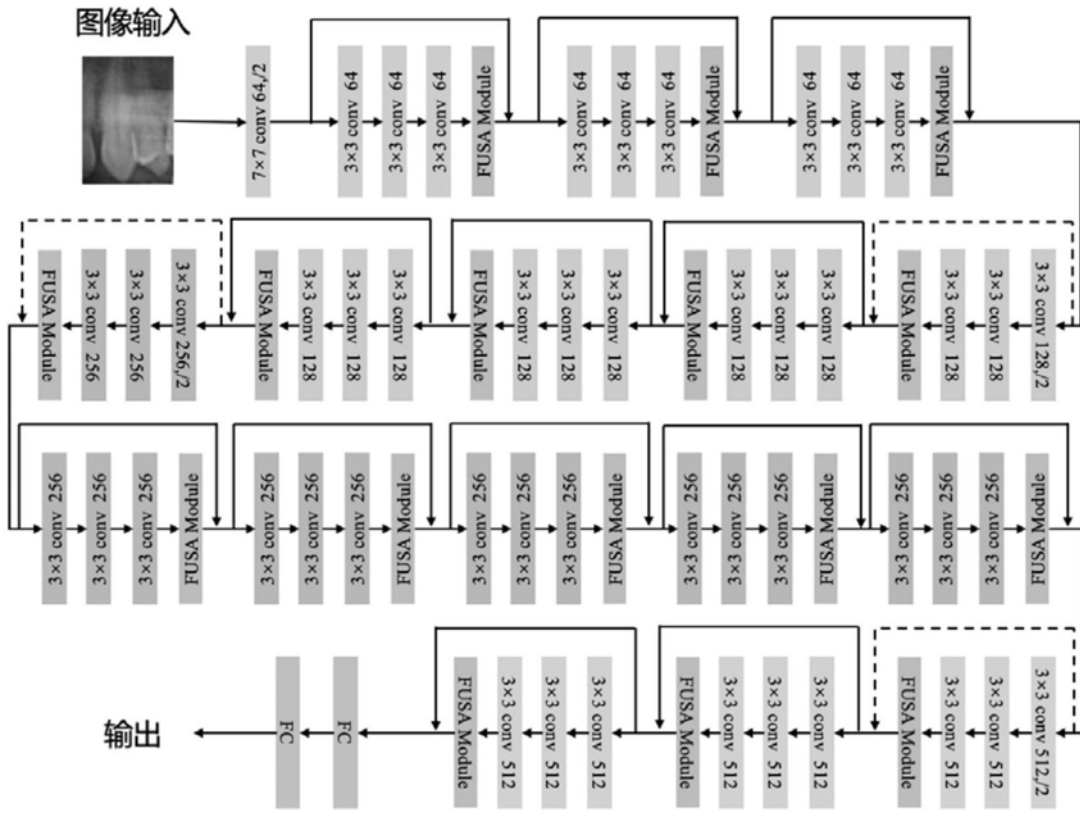 图像输入
7×7 conv 64,/2
3×3 conv 64
3×3 conv 64
3×3 conv 64
FUSA Module
3×3 conv 64
3×3 conv 64
3×3 conv 64
FUSA Module
3×3 conv 64
3×3 conv 64
3×3 conv 64
FUSA Module
FUSA Module
3×3 conv 256
3×3 conv 256
3×3 conv 256,/2
FUSA Module
3×3 conv 128
3×3 conv 128
3×3 conv 128
FUSA Module
3×3 conv 128
3×3 conv 128
3×3 conv 128
FUSA Module
3×3 conv 128
3×3 conv 128
3×3 conv 128
FUSA Module
3×3 conv 128
3×3 conv 128
3×3 conv 128,/2
3×3 conv 256
3×3 conv 256
3×3 conv 256
FUSA Module
3×3 conv 256
3×3 conv 256
3×3 conv 256
FUSA Module
3×3 conv 256
3×3 conv 256
3×3 conv 256
FUSA Module
3×3 conv 256
3×3 conv 256
3×3 conv 256
FUSA Module
3×3 conv 256
3×3 conv 256
3×3 conv 256
FUSA Module
输出
FC
FC
FUSA Module
3×3 conv 512
3×3 conv 512
3×3 conv 512
FUSA Module
3×3 conv 512
3×3 conv 512
3×3 conv 512
FUSA Module
3×3 conv 512
3×3 conv 512
3×3 conv 512,/2